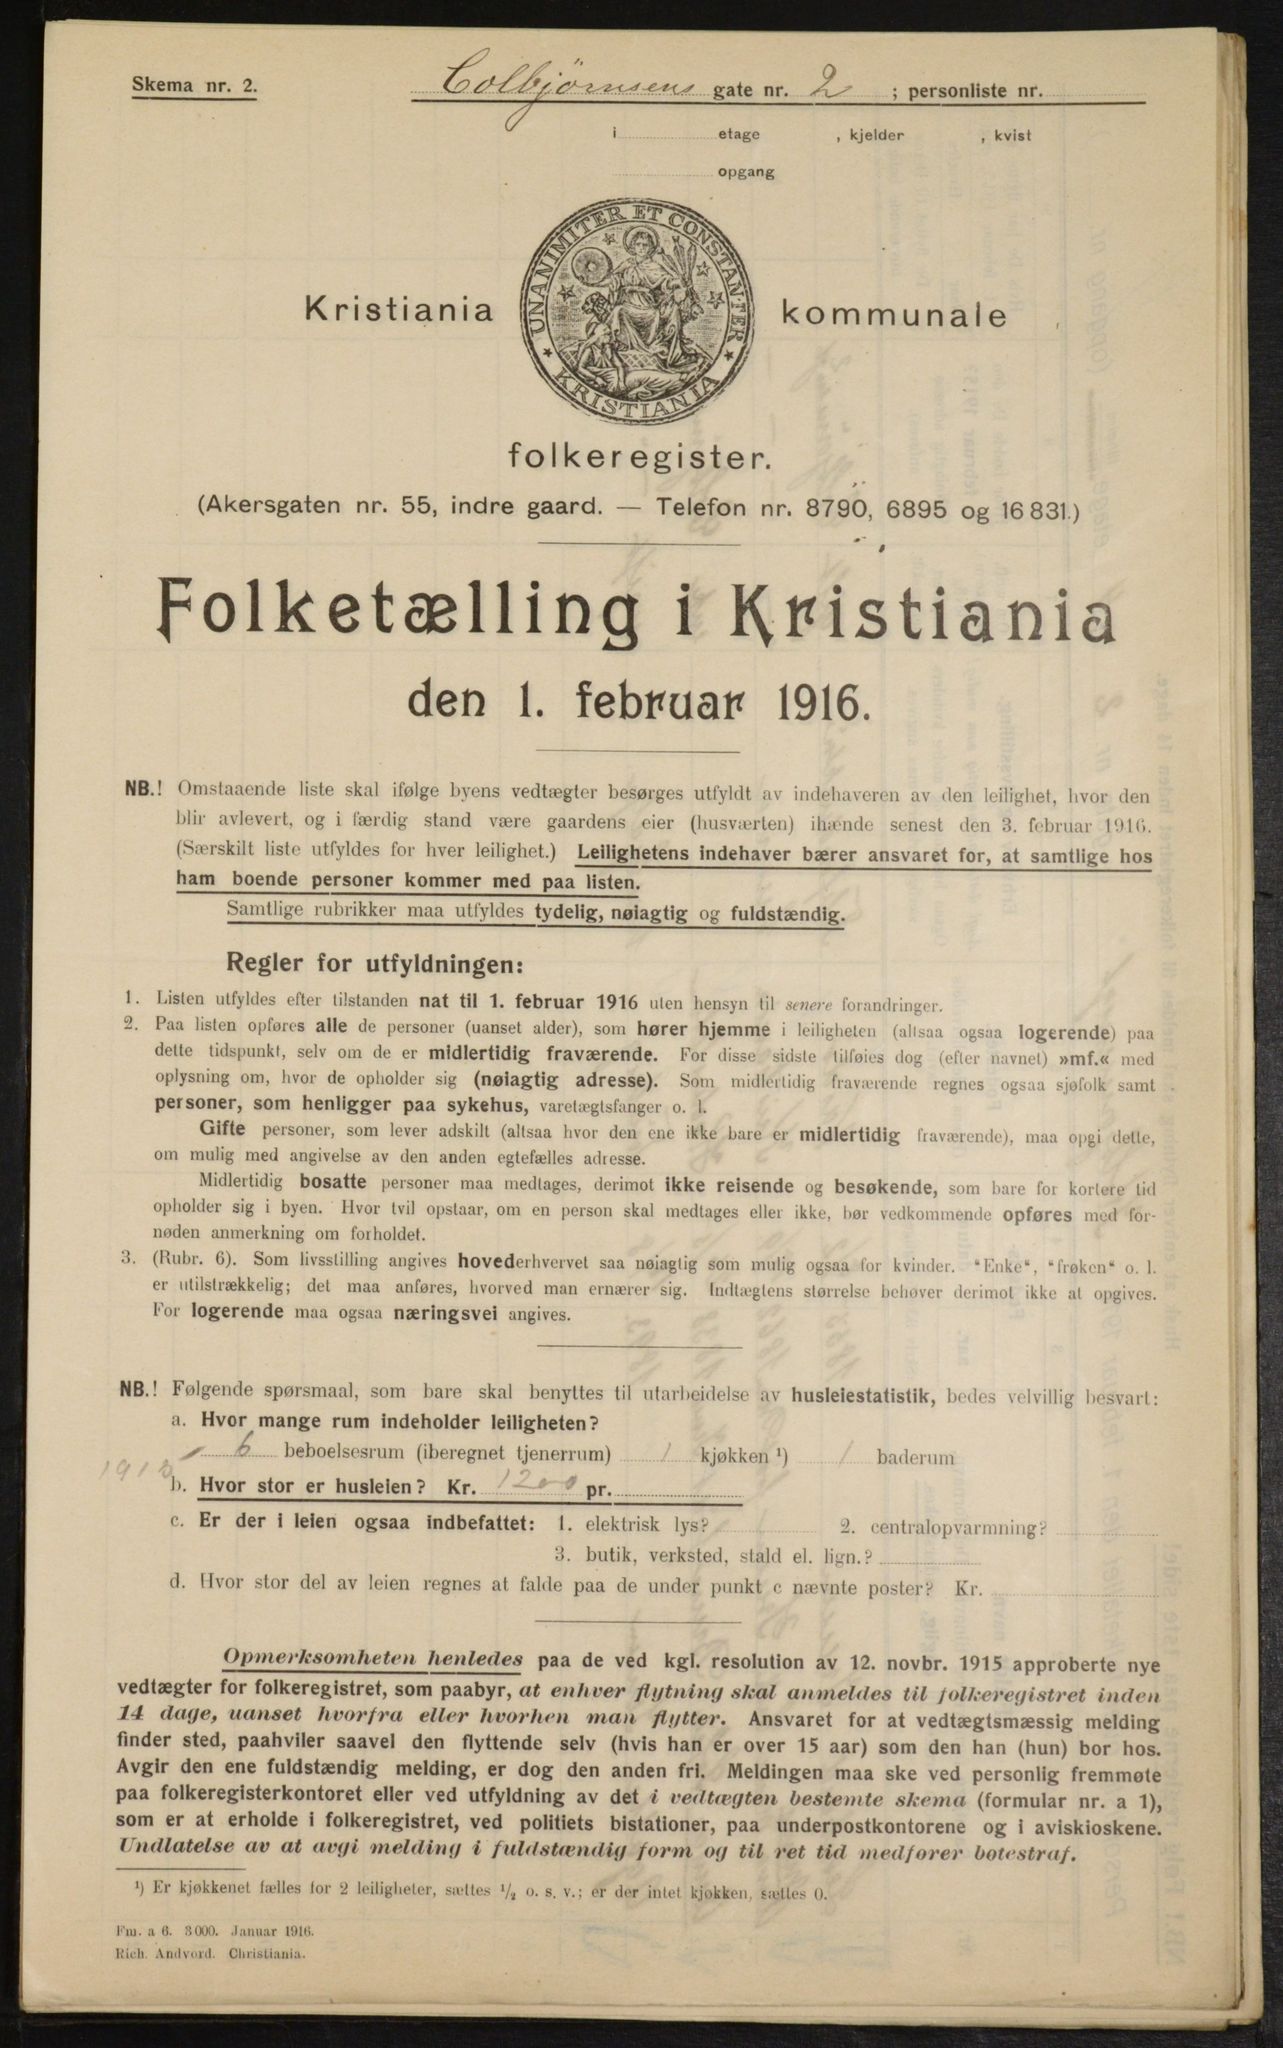 Skema nr. 2.
Colbjørnsens gate nr. 2 ; personliste nr.
i etage , kjelder , kvist
opgang
UNANIMITER ET CONSTANTER
KRISTIANIA
Kristiania kommunale
folkeregister.
(Akersgaten nr. 55, indre gaard. — Telefon nr. 8790, 6895 og 16 831.)
Folketælling i Kristiania
den 1. februar 1916.
NB.! Omstaaende liste skal ifølge byens vedtægter besørges utfyldt av indehaveren av den leilighet, hvor den
blir avlevert, og i færdig stand være gaardens eier (husværten) ihænde senest den 3. februar 1916.
(Særskilt liste utfyldes for hver leilighet.) Leilighetens indehaver bærer ansvaret for, at samtlige hos
ham boende personer kommer med paa listen.
Samtlige rubrikker maa utfyldes tydelig, nøiagtig og fuldstændig.
Regler for utfyldningen:
1. Listen utfyldes efter tilstanden nat til 1. februar 1916 uten hensyn til senere forandringer.
2. Paa listen opføres alle de personer (uanset alder), som hører hjemme i leiligheten (altsaa ogsaa logerende) paa
dette tidspunkt, selv om de er midlertidig fraværende. For disse sidste tilføies dog (efter navnet) »mf.« med
oplysning om, hvor de opholder sig (nøiagtig adresse). Som midlertidig fraværende regnes ogsaa sjøfolk samt
personer, som henligger paa sykehus, varetægtsfanger o. l.
Gifte personer, som lever adskilt (altsaa hvor den ene ikke bare er midlertidig fraværende), maa opgi dette,
om mulig med angivelse av den anden egtefælles adresse.
Midlertidig bosatte personer maa medtages, derimot ikke reisende og besøkende, som bare for kortere tid
opholder sig i byen. Hvor tvil opstaar, om en person skal medtages eller ikke, bør vedkommende opføres med for-
nøden anmerkning om forholdet.
3. (Rubr. 6). Som livsstilling angives hovederhvervet saa nøiagtig som mulig ogsaa for kvinder. "Enke", "frøken" o. l.
er utilstrækkelig; det maa anføres, hvorved man ernærer sig. Indtægtens størrelse behøver derimot ikke at opgives.
For logerende maa ogsaa næringsvei angives.
NB.! Følgende spørsmaal, som bare skal benyttes til utarbeidelse av husleiestatistik, bedes velvillig besvart:
a. Hvor mange rum indeholder leiligheten?
6 beboelsesrum (iberegnet tjenerrum) 1 kjøkken ¹) 1 baderum
b. Hvor stor er husleien? Kr. 1200 pr.
c. Er der i leien ogsaa indbefattet: 1. elektrisk lys? 2. centralopvarmning?
3. butik, verksted, stald el. lign.?
d. Hvor stor del av leien regnes at falde paa de under punkt c nævnte poster? Kr.
Opmerksomheten henledes paa de ved kgl. resolution av 12. novbr. 1915 approberte nye
vedtægter for folkeregistret, som paabyr, at enhver flytning skal anmeldes til folkeregistret inden
14 dage, uanset hvorfra eller hvorhen man flytter. Ansvaret for at vedtægtsmæssig melding
finder sted, paahviler saavel den flyttende selv (hvis han er over 15 aar) som den han (hun) bor hos.
Avgir den ene fuldstændig melding, er dog den anden fri. Meldingen maa ske ved personlig fremmøte
paa folkeregisterkontoret eller ved utfyldning av det i vedtægten bestemte skema (formular nr. a 1),
som er at erholde i folkeregistret, ved politiets bistationer, paa underpostkontorene og i aviskioskene.
Undlatelse av at avgi melding i fuldstændig form og til ret tid medfører botestraf.
¹) Er kjøkkenet fælles for 2 leiligheter, sættes ½ o. s. v.; er der intet kjøkken, sættes 0.
Fm. a 6. 3 000. Januar 1916.
Rich. Andvord. Christiania.